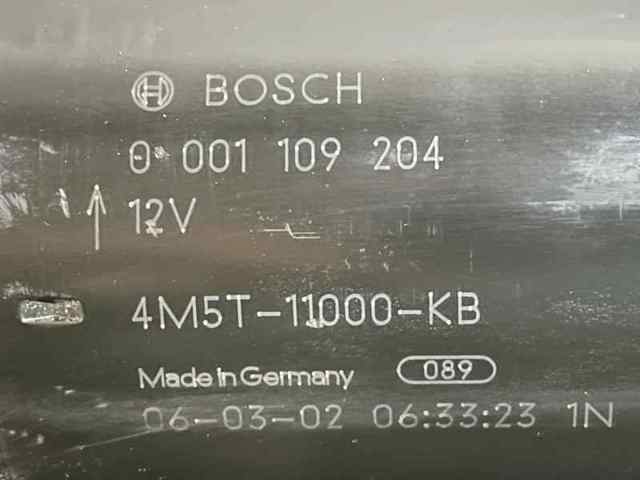 BOSCH
0 001 109 204
12V
4M5T-11000-KB
Made in Germany 089
06-03-02 06:33:23 1N